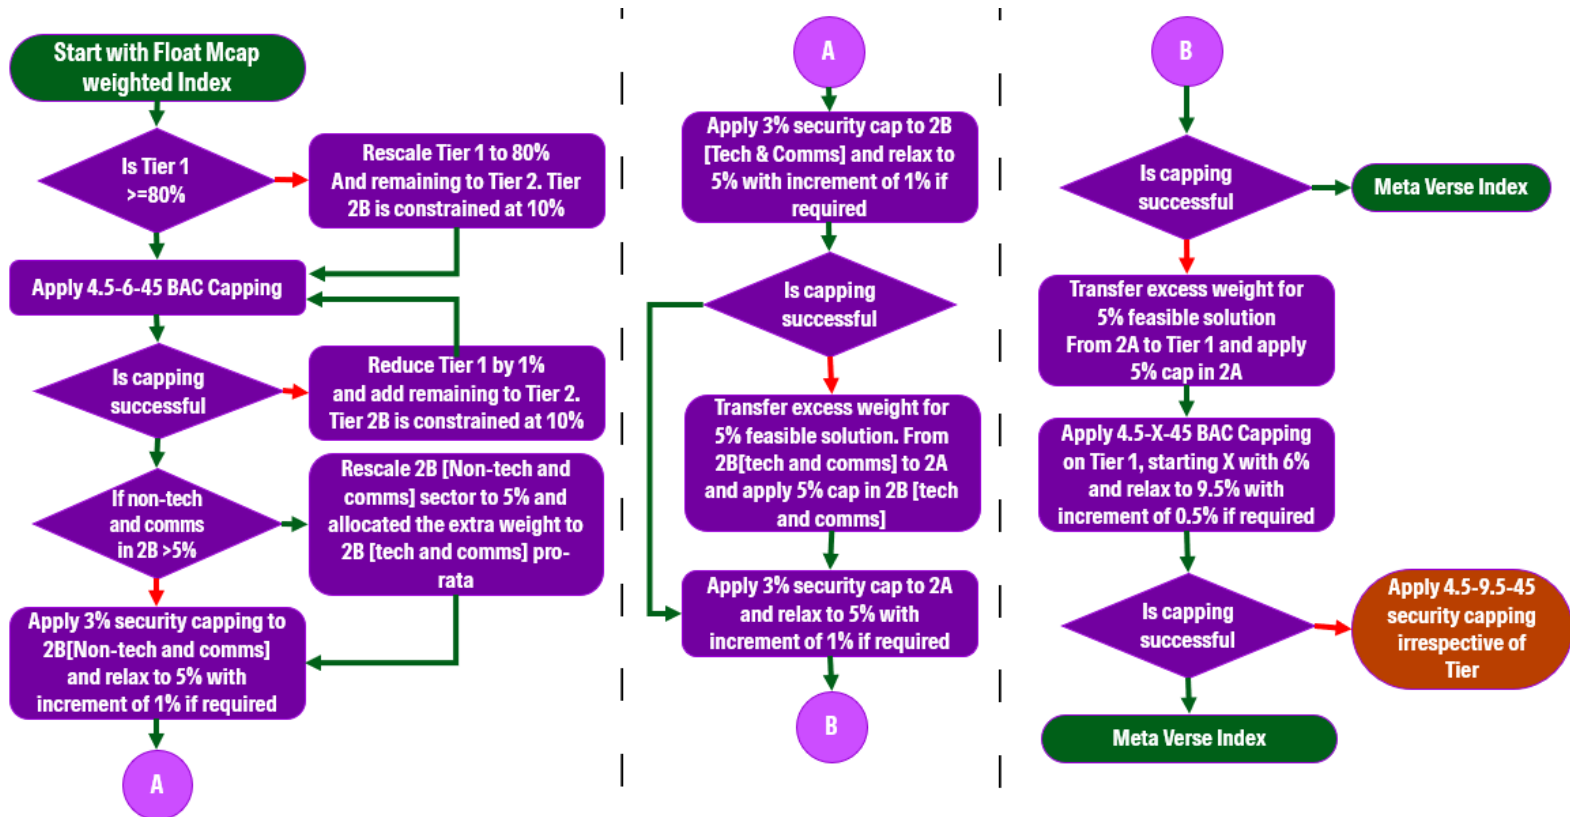 Start with Float Mcap
weighted Index
Is Tier 1
>=80%
Rescale Tier 1 to 80%
And remaining to Tier 2. Tier
2B is constrained at 10%
Apply 4.5-6-45 BAC Capping
Is capping
successful
Reduce Tier 1 by 1%
and add remaining to Tier 2.
Tier 2B is constrained at 10%
If non-tech
and comms
in 2B >5%
Rescale 2B [Non-tech and
comms] sector to 5% and
allocated the extra weight to
2B [tech and comms] pro-
rata
Apply 3% security capping to
2B[Non-tech and comms]
and relax to 5% with
increment of 1% if required
A
A
Apply 3% security cap to 2B
[Tech & Comms] and relax to
5% with increment of 1% if
required
Is capping
successful
Transfer excess weight for
5% feasible solution. From
2B[tech and comms] to 2A
and apply 5% cap in 2B [tech
and comms]
Apply 3% security cap to 2A
and relax to 5% with
increment of 1% if required
B
B
Is capping
successful
Meta Verse Index
Transfer excess weight for
5% feasible solution
From 2A to Tier 1 and apply
5% cap in 2A
Apply 4.5-X-45 BAC Capping
on Tier 1, starting X with 6%
and relax to 9.5% with
increment of 0.5% if required
Is capping
successful
Apply 4.5-9.5-45
security capping
irrespective of
Tier
Meta Verse Index